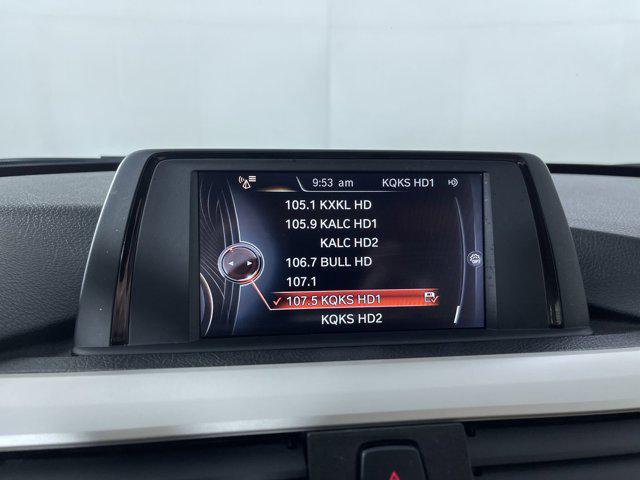 9:53 am KQKS HD1
105.1 KXKL HD
105.9 KALC HD1
KALC HD2
106.7 BULL HD
107.1
107.5 KQKS HD1
KQKS HD2